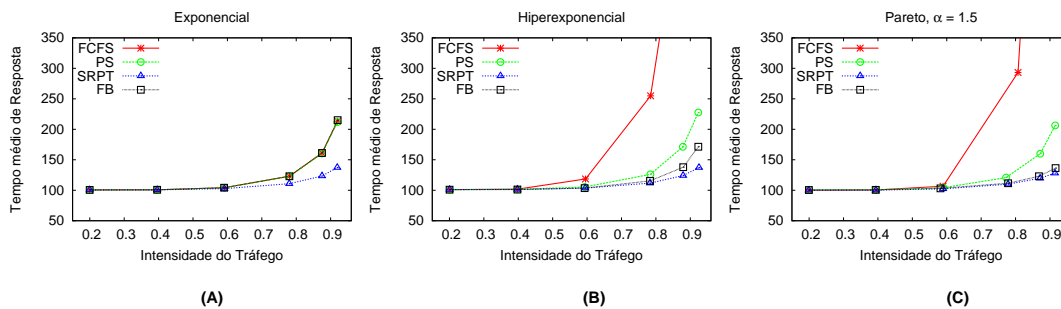 Exponencial
Tempo médio de Resposta
350
300
250
200
150
100
50
FCFS
PS
SRPT
FB
0.2 0.3 0.4 0.5 0.6 0.7 0.8 0.9
Intensidade do Tráfego
(A)
Hiperexponencial
Tempo médio de Resposta
350
300
250
200
150
100
50
FCFS
PS
SRPT
FB
0.2 0.3 0.4 0.5 0.6 0.7 0.8 0.9
Intensidade do Tráfego
(B)
Pareto, α = 1.5
Tempo médio de Resposta
350
300
250
200
150
100
50
FCFS
PS
SRPT
FB
0.2 0.3 0.4 0.5 0.6 0.7 0.8 0.9
Intensidade do Tráfego
(C)